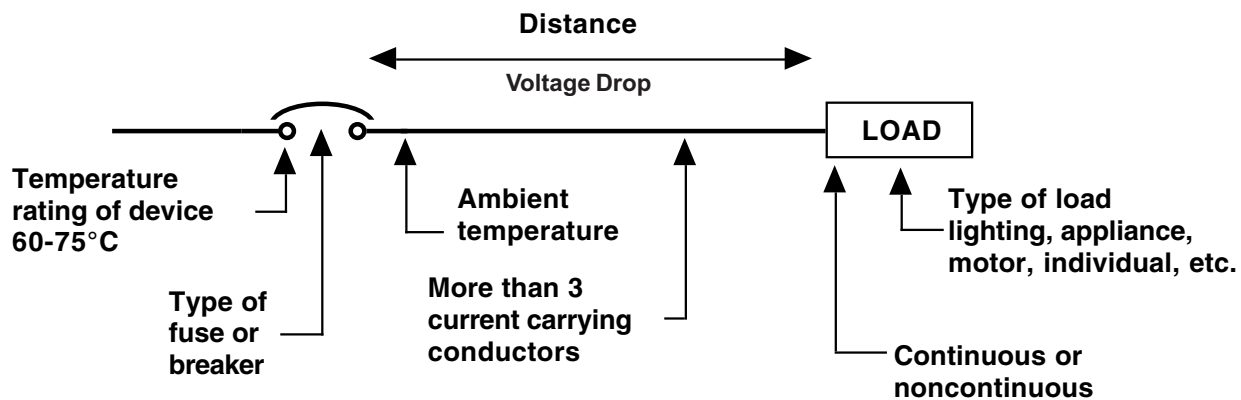 Distance
Voltage Drop
LOAD
Temperature
rating of device
60-75°C
Type of
fuse or
breaker
Ambient
temperature
More than 3
current carrying
conductors
Type of load
lighting, appliance,
motor, individual, etc.
Continuous or
noncontinuous